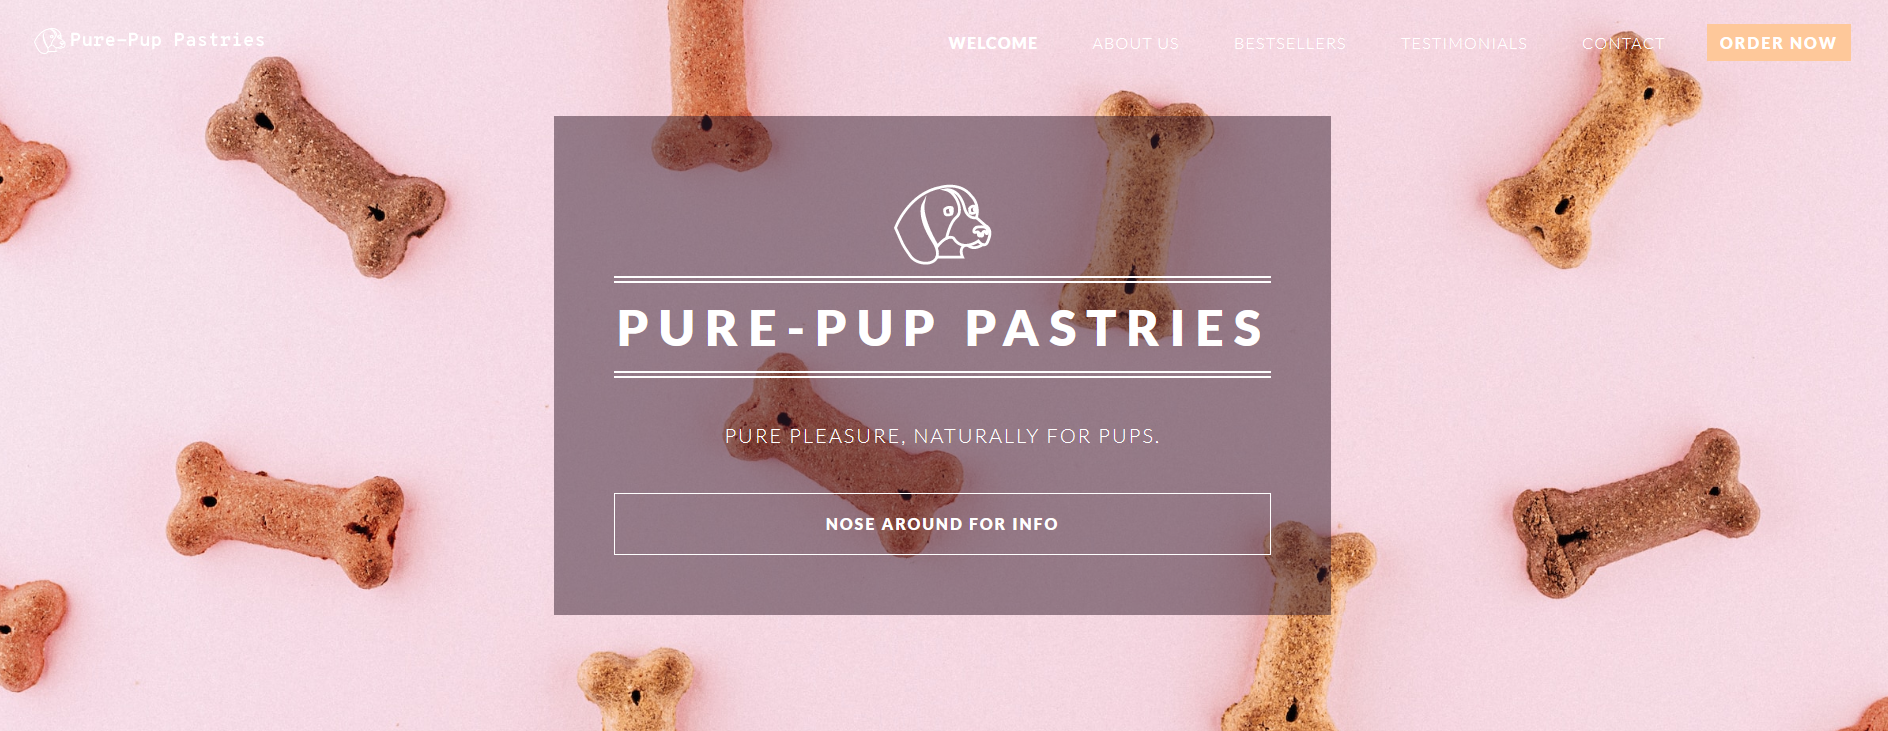 Pure-Pup Pastries
WELCOME
ABOUT US
BESTSELLERS
TESTIMONIALS
CONTACT
ORDER NOW
PURE-PUP PASTRIES
PURE PLEASURE, NATURALLY FOR PUPS.
NOSE AROUND FOR INFO